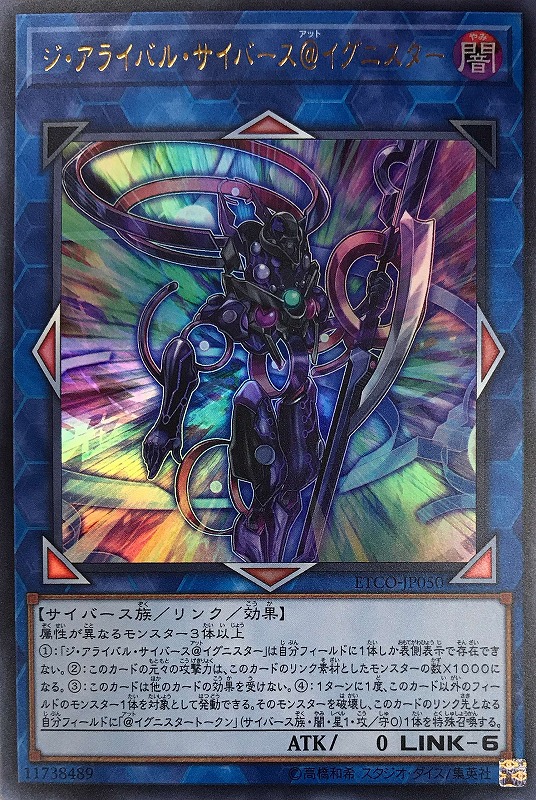 ジ・アライバル・サイバース@イグニスター
闇
ETCO-JP050
【サイバース族/リンク/効果】
属性が異なるモンスター3体以上
①:「ジ・アライバル・サイバース@イグニスター」は自分フィールドに1体しか表側表示で存在でき
ない。②:このカードの元々の攻撃力は、このカードのリンク素材としたモンスターの数×1000に
なる。③:このカードは他のカードの効果を受けない。④:1ターンに1度、このカード以外のフィー
ルドのモンスター1体を対象として発動できる。そのモンスターを破壊し、このカードのリンク先となる
自分フィールドに「@イグニスタートークン」(サイバース族・闇・星1・攻/守0)1体を特殊召喚する。
ATK/ 0 LINK-6
11738489 ©高橋和希 スタジオ・ダイス/集英社